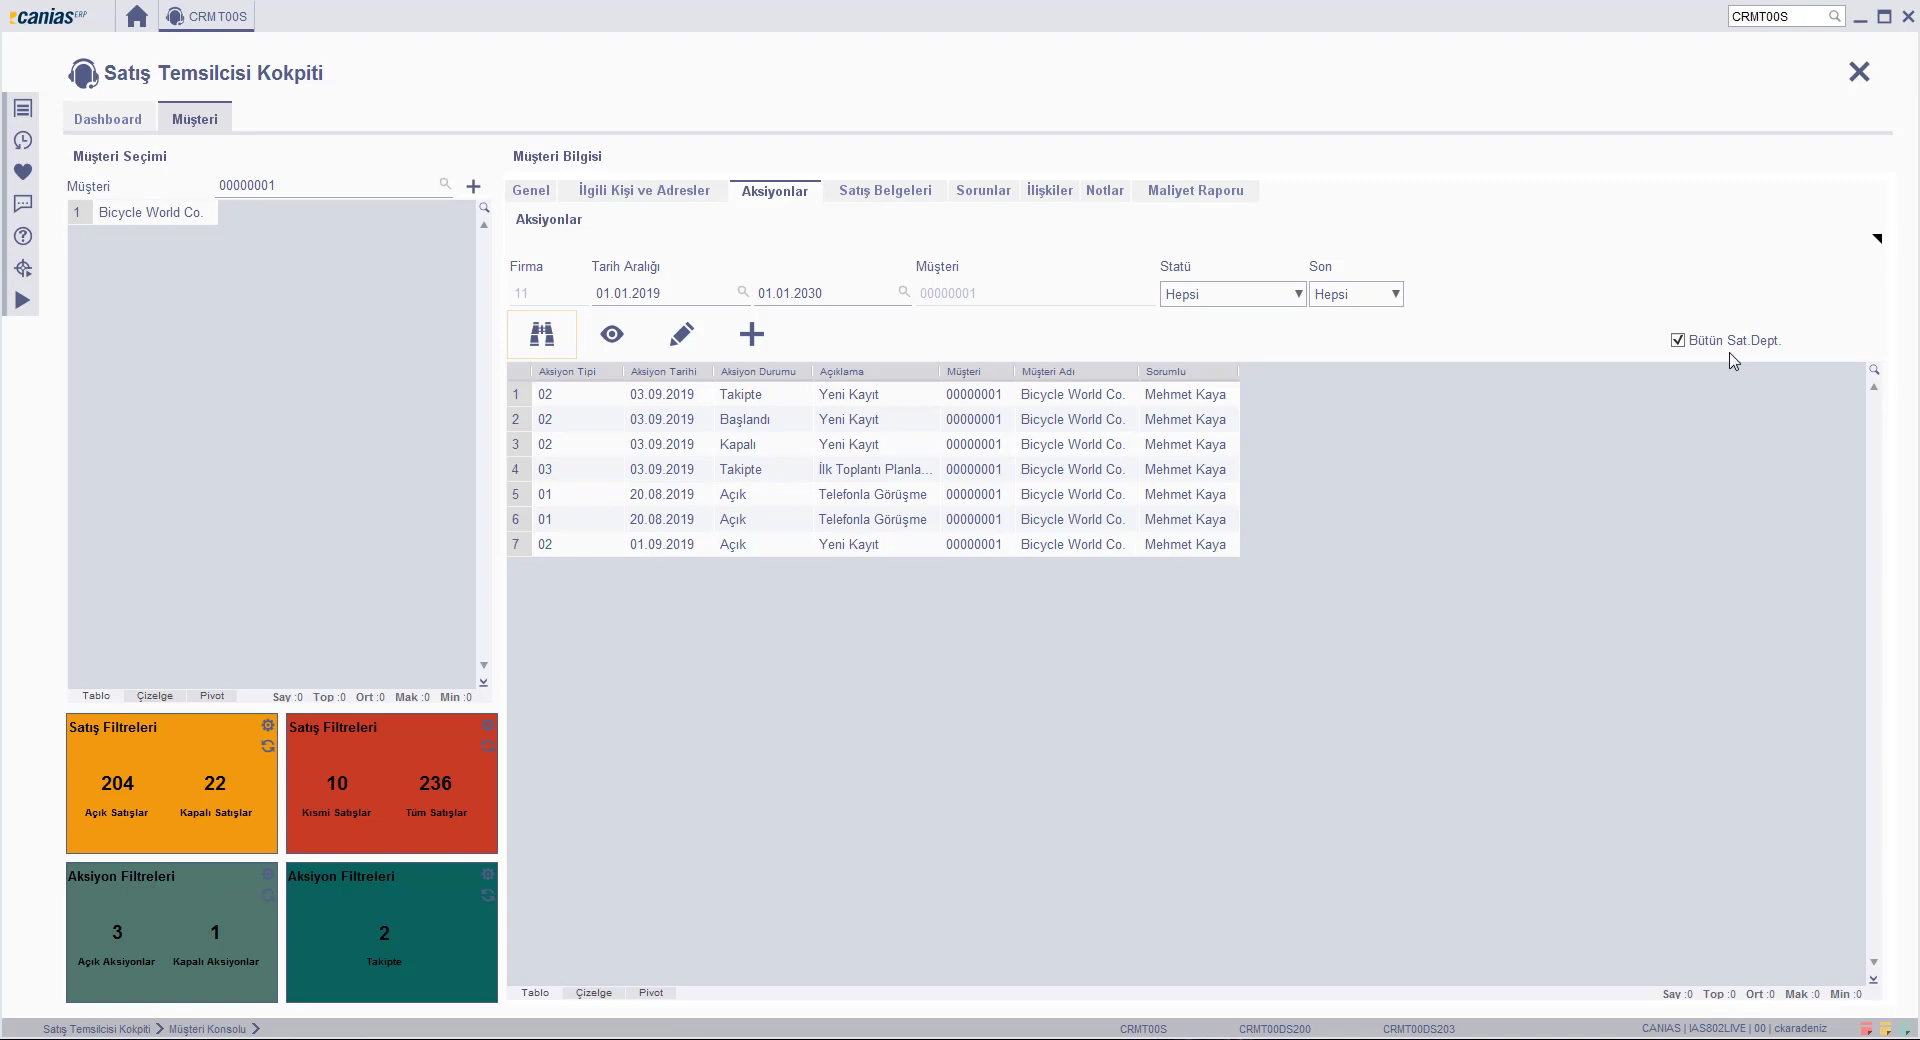 canias ERP
CRMT00S
CRMT00S
Satış Temsilcisi Kokpiti
Dashboard
Müşteri
Müşteri Seçimi
Müşteri
00000001
1 Bicycle World Co.
Tablo
Çizelge
Pivot
Say :0 Top :0 Ort :0 Mak :0 Min :0
Satış Filtreleri
204
22
Açık Satışlar
Kapalı Satışlar
Satış Filtreleri
10
236
Kısmi Satışlar
Tüm Satışlar
Aksiyon Filtreleri
3
1
Açık Aksiyonlar
Kapalı Aksiyonlar
Aksiyon Filtreleri
2
Takipte
Müşteri Bilgisi
Genel
İlgili Kişi ve Adresler
Aksiyonlar
Satış Belgeleri
Sorunlar
İlişkiler
Notlar
Maliyet Raporu
Aksiyonlar
Firma
Tarih Aralığı
Müşteri
Statü
Son
11
01.01.2019
01.01.2030
00000001
Hepsi
Hepsi
Bütün Sat.Dept.
Aksiyon Tipi Aksiyon Tarihi Aksiyon Durumu Açıklama Müşteri Müşteri Adı Sorumlu
1 02 03.09.2019 Takipte Yeni Kayıt 00000001 Bicycle World Co. Mehmet Kaya
2 02 03.09.2019 Başlandı Yeni Kayıt 00000001 Bicycle World Co. Mehmet Kaya
3 02 03.09.2019 Kapalı Yeni Kayıt 00000001 Bicycle World Co. Mehmet Kaya
4 03 03.09.2019 Takipte İlk Toplantı Planla... 00000001 Bicycle World Co. Mehmet Kaya
5 01 20.08.2019 Açık Telefonla Görüşme 00000001 Bicycle World Co. Mehmet Kaya
6 01 20.08.2019 Açık Telefonla Görüşme 00000001 Bicycle World Co. Mehmet Kaya
7 02 01.09.2019 Açık Yeni Kayıt 00000001 Bicycle World Co. Mehmet Kaya
Tablo
Çizelge
Pivot
Say :0 Top :0 Ort :0 Mak :0 Min :0
Satış Temsilcisi Kokpiti
Müşteri Konsolu
CRMT00S
CRMT00DS200
CRMT00DS203
CANIAS | IAS802LIVE | 00 | ckaradeniz